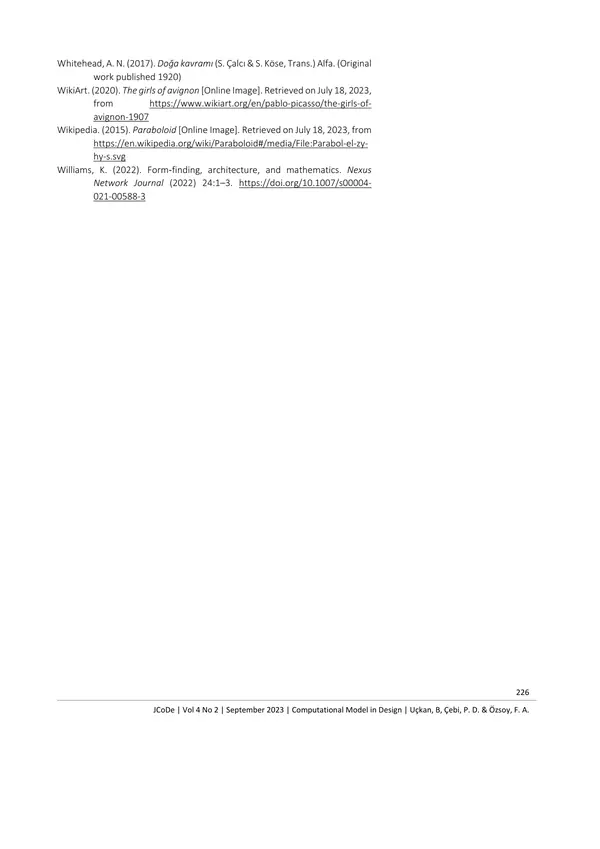 Whitehead, A. N. (2017). Doğa kavramı (S. Çalcı & S. Köse, Trans.) Alfa. (Original
work published 1920)
WikiArt. (2020). The girls of avignon [Online Image]. Retrieved on July 18, 2023,
from https://www.wikiart.org/en/pablo-picasso/the-girls-of-
avignon-1907
Wikipedia. (2015). Paraboloid [Online Image]. Retrieved on July 18, 2023, from
https://en.wikipedia.org/wiki/Paraboloid#/media/File:Parabol-el-zy-
hy-s.svg
Williams, K. (2022). Form-finding, architecture, and mathematics. Nexus
Network Journal (2022) 24:1–3. https://doi.org/10.1007/s00004-
021-00588-3
226
JCoDe | Vol 4 No 2 | September 2023 | Computational Model in Design | Uçkan, B, Çebi, P. D. & Özsoy, F. A.